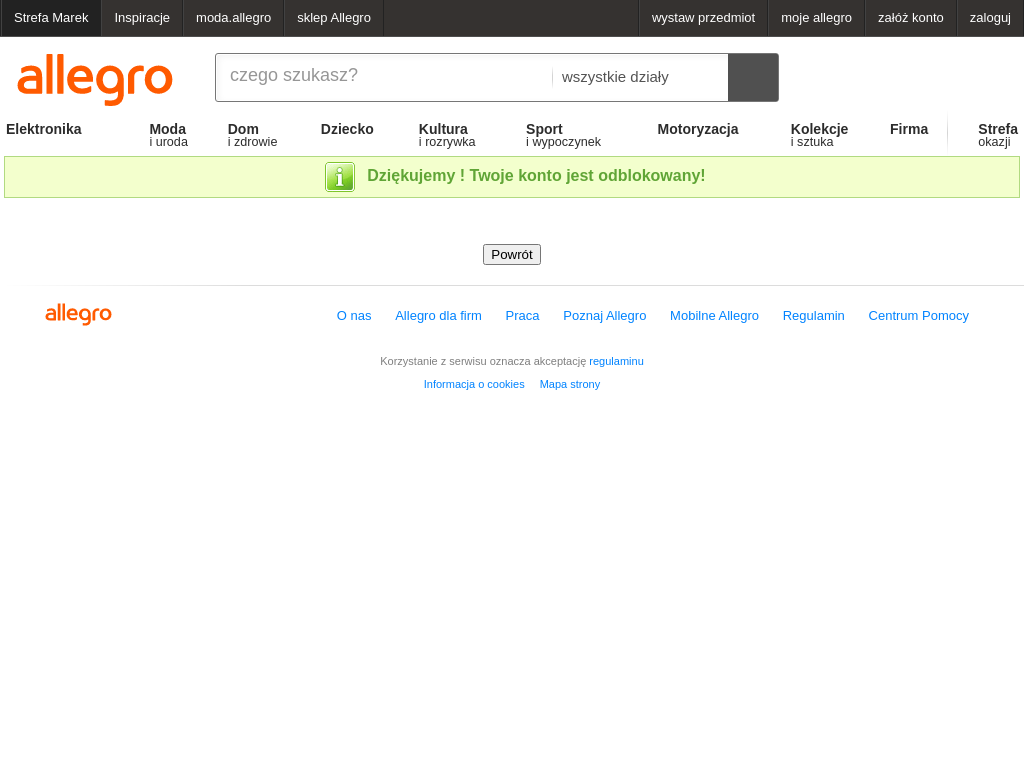 Strefa Marek Inspiracje moda.allegro sklep Allegro wystaw przedmiot moje allegro załóż konto zaloguj
allegro czego szukasz? wszystkie działy
Elektronika Moda Dom Dziecko Kultura Sport Motoryzacja Kolekcje Firma Strefa
i uroda i zdrowie i rozrywka i wypoczynek i sztuka okazji
Dziękujemy ! Twoje konto jest odblokowany!
Powrót
allegro O nas Allegro dla firm Praca Poznaj Allegro Mobilne Allegro Regulamin Centrum Pomocy
Korzystanie z serwisu oznacza akceptację regulaminu
Informacja o cookies Mapa strony